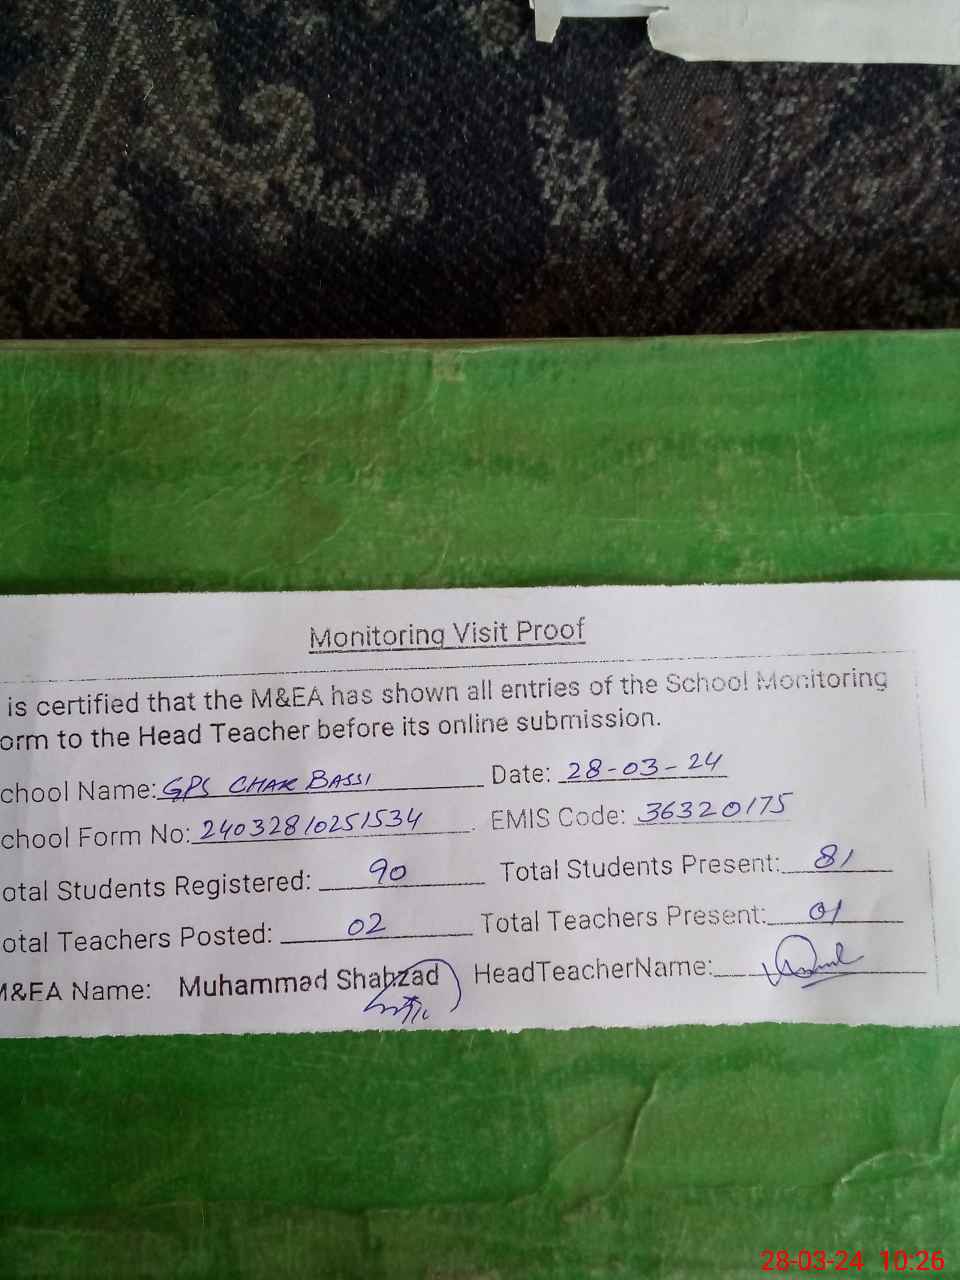 Monitoring Visit Proof
is certified that the M&EA has shown all entries of the School Monitoring
orm to the Head Teacher before its online submission.
chool Name: GPS CHAK BASSI Date: 28-03-24
chool Form No: 24032810251534 EMIS Code: 36320175
otal Students Registered: 90 Total Students Present: 81
otal Teachers Posted: 02 Total Teachers Present: 01
M&EA Name: Muhammad Shahzad HeadTeacherName:
28-03-24 10:26